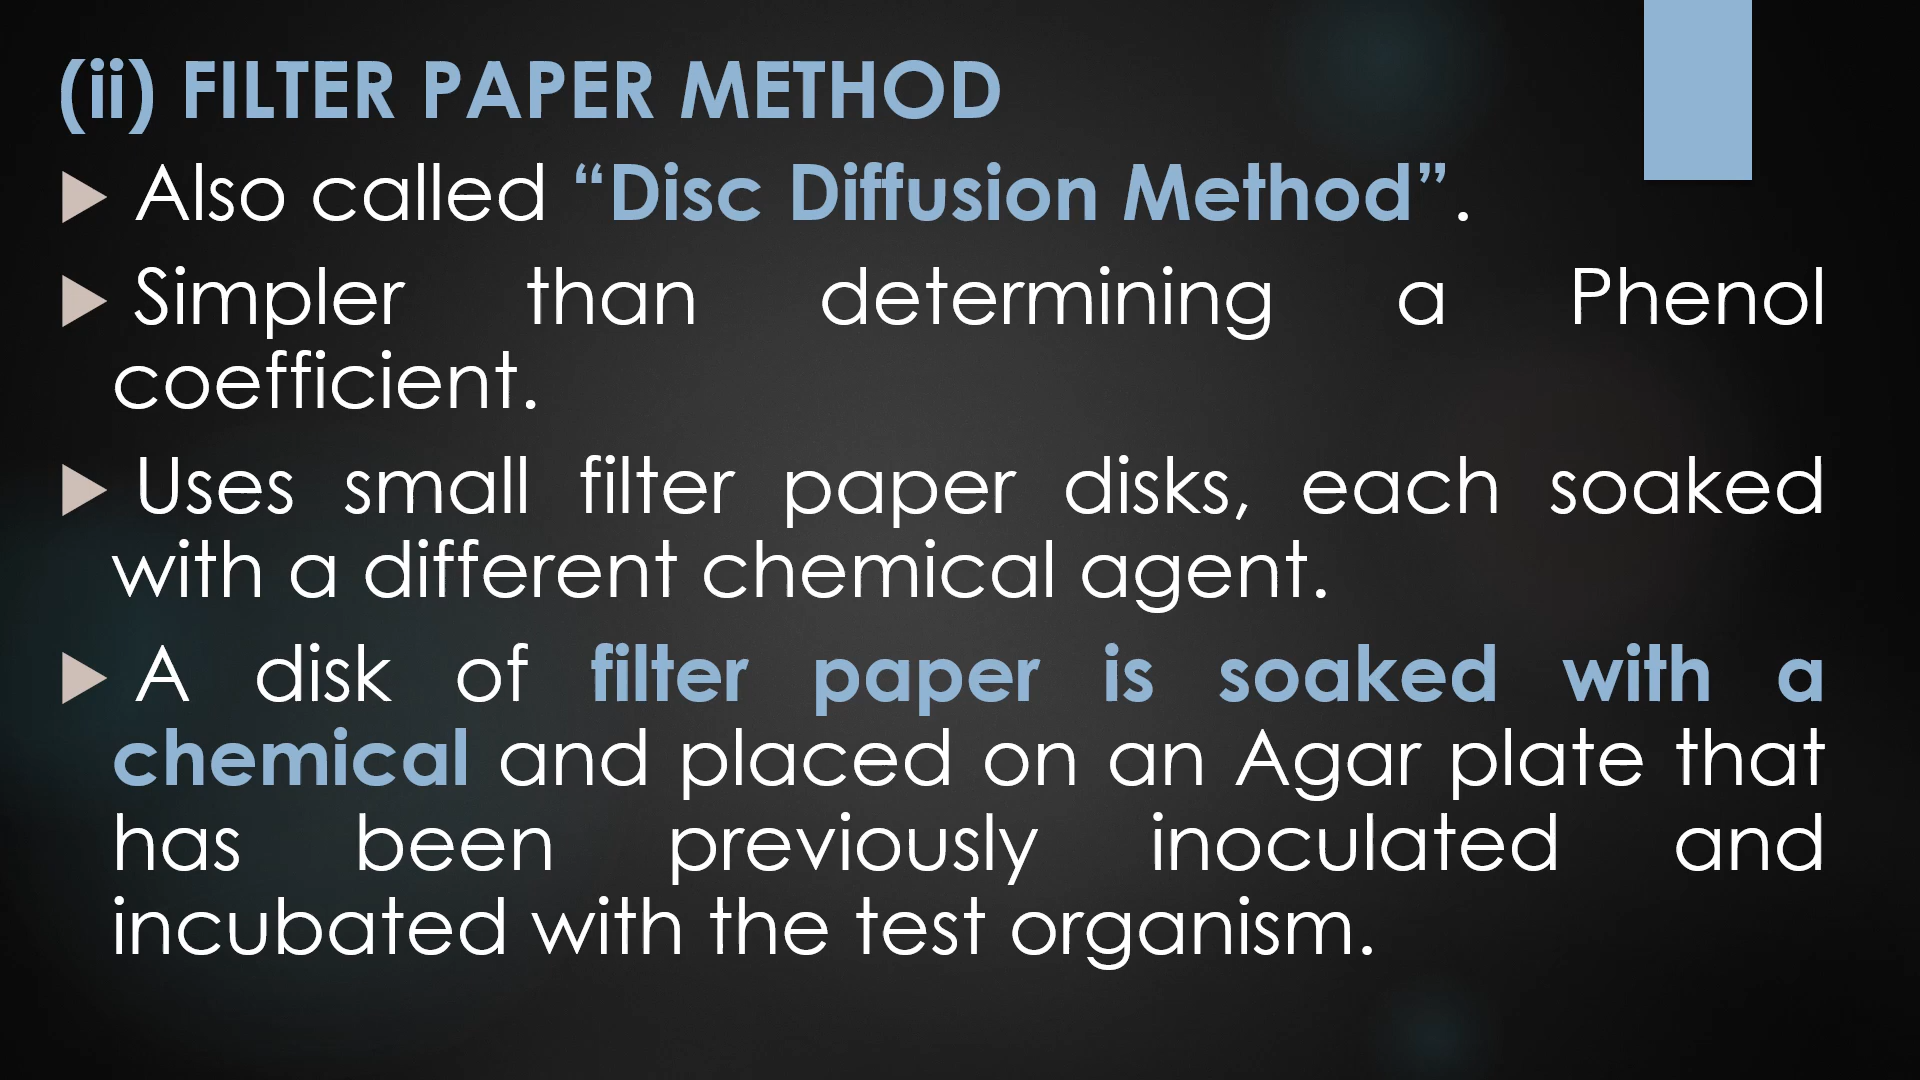 (ii) FILTER PAPER METHOD
Also called “Disc Diffusion Method”.
Simpler than determining a Phenol
coefficient.
Uses small filter paper disks, each soaked
with a different chemical agent.
A disk of filter paper is soaked with a
chemical and placed on an Agar plate that
has been previously inoculated and
incubated with the test organism.